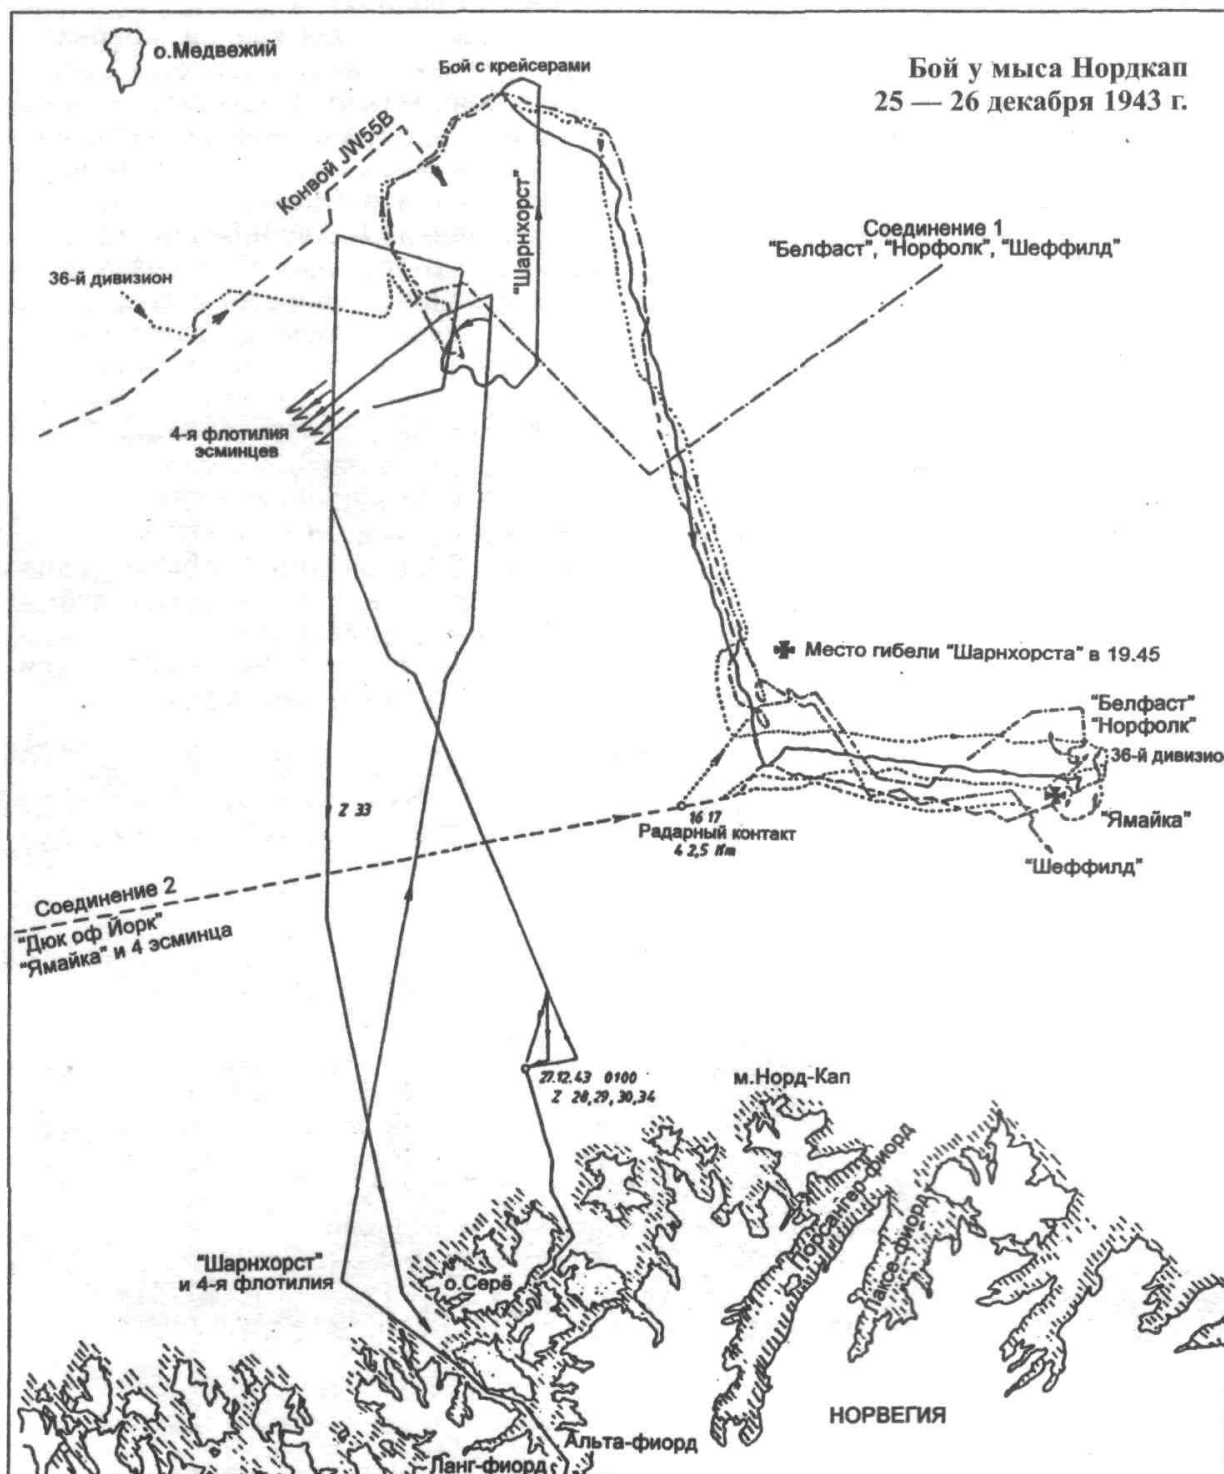 о.Медвежий
Бой с крейсерами
Бой у мыса Нордкап
25 — 26 декабря 1943 г.
Конвой JW55B
"Шарнхорст"
Соединение 1
"Белфаст", "Норфолк", "Шеффилд"
36-й дивизион
4-я флотилия
эсминцев
Место гибели "Шарнхорста" в 19.45
"Белфаст"
"Норфолк"
36-й дивизио
"Ямайка"
"Шеффилд"
Z 33
16 17
Радарный контакт
42,5 Km
Соединение 2
"Дюк оф Йорк"
"Ямайка" и 4 эсминца
27.12.43 0100
Z 28,29,30,34
м.Норд-Кап
Порсангер-фиорд
Лаксе-фиорд
"Шарнхорст"
и 4-я флотилия
о.Серё
НОРВЕГИЯ
Альта-фиорд
Ланг-фиорд